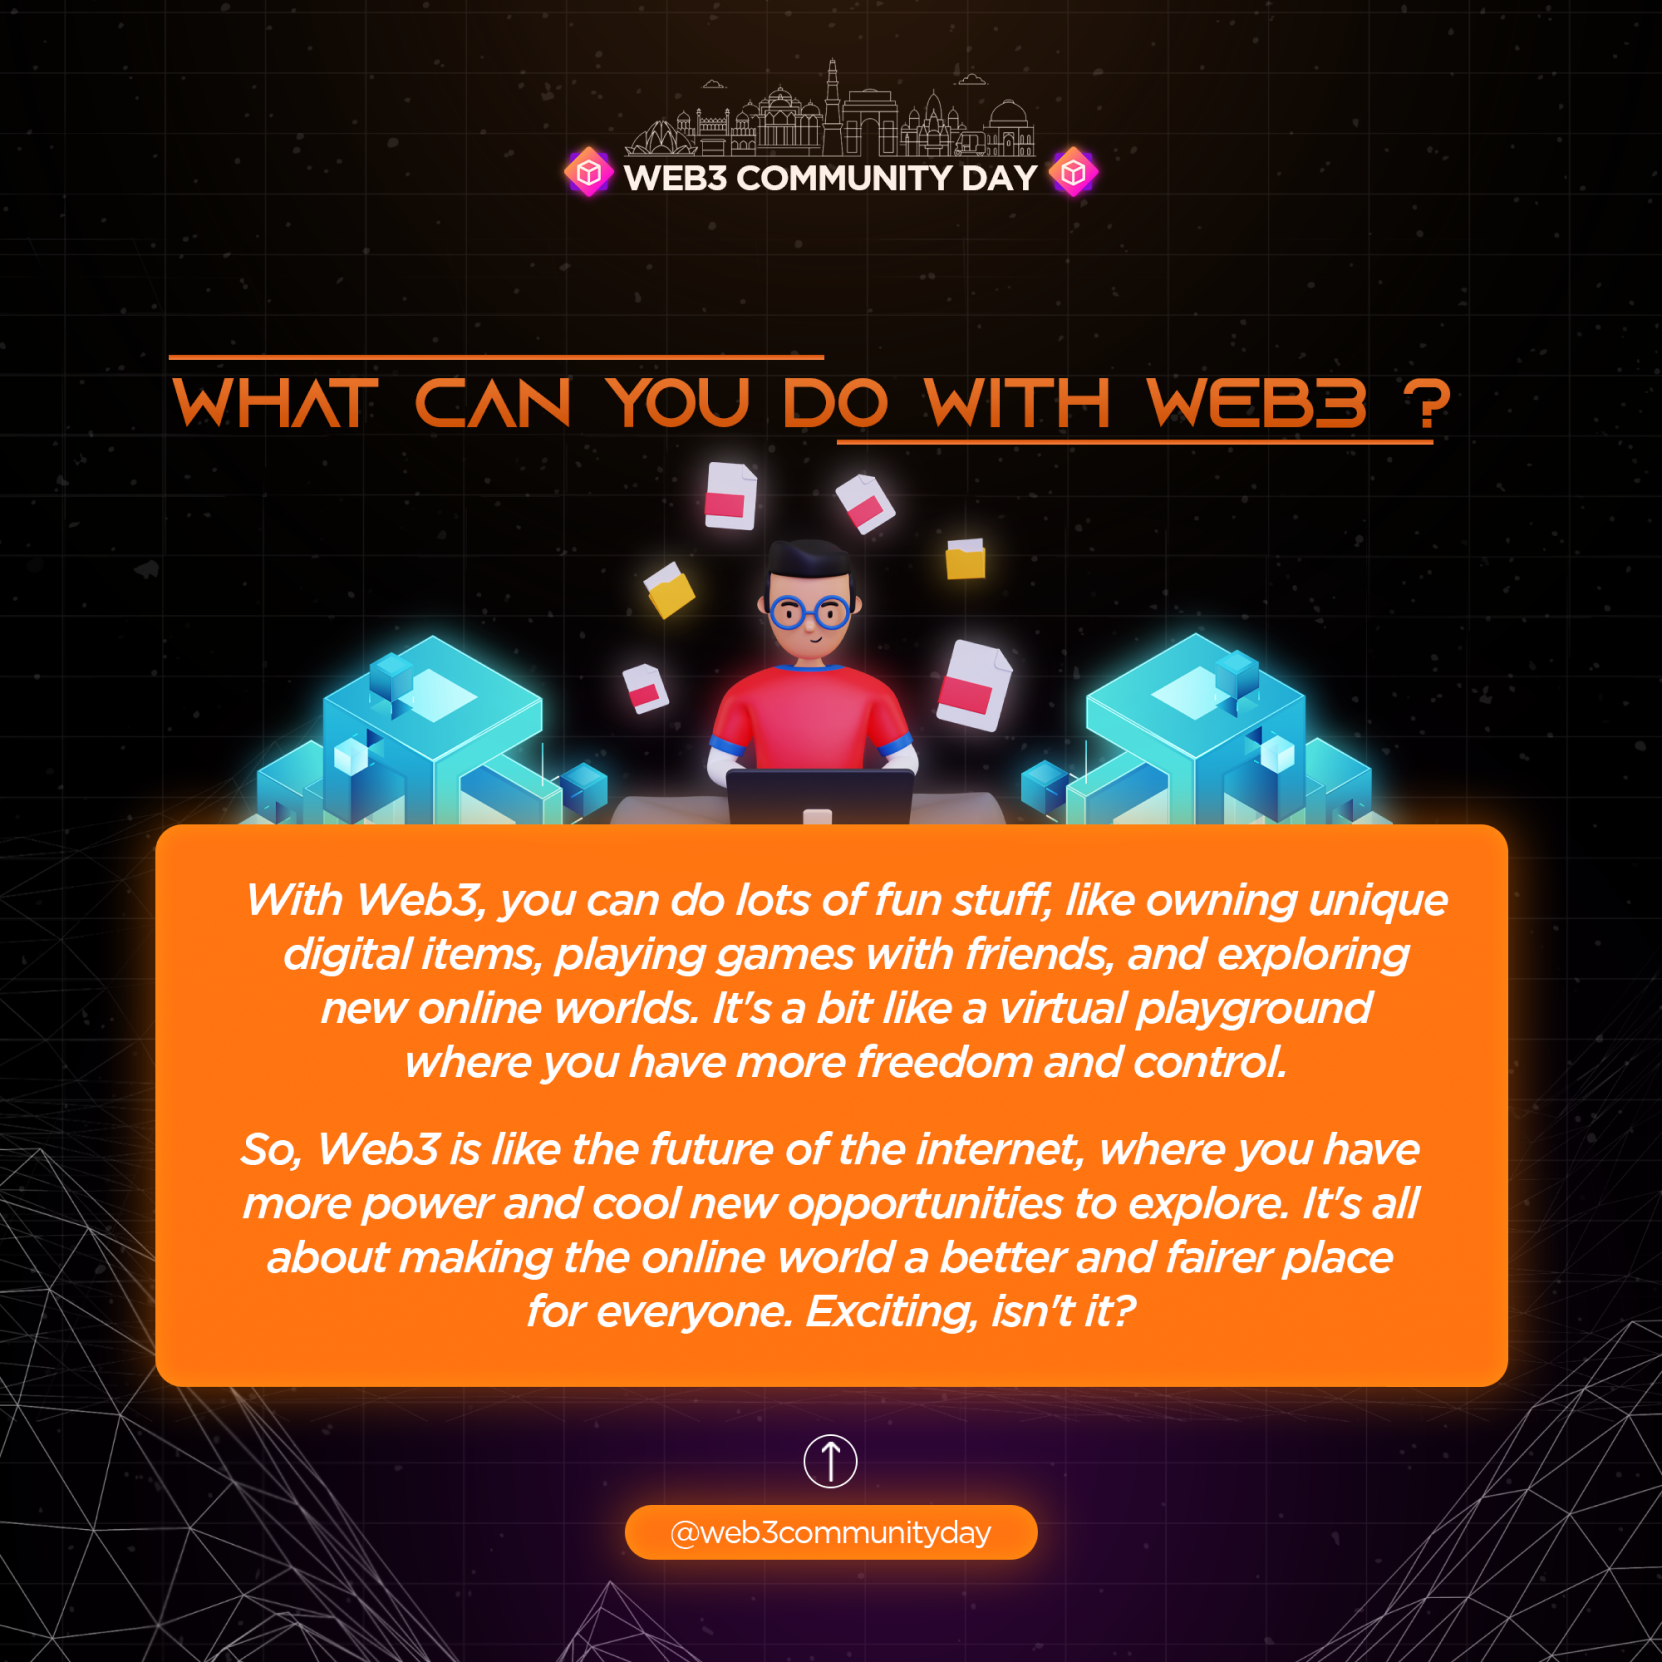 WEB3 COMMUNITY DAY
WHAT CAN YOU DO WITH WEB3 ?
With Web3, you can do lots of fun stuff, like owning unique
digital items, playing games with friends, and exploring
new online worlds. It's a bit like a virtual playground
where you have more freedom and control.
So, Web3 is like the future of the internet, where you have
more power and cool new opportunities to explore. It's all
about making the online world a better and fairer place
for everyone. Exciting, isn't it?
@web3communityday